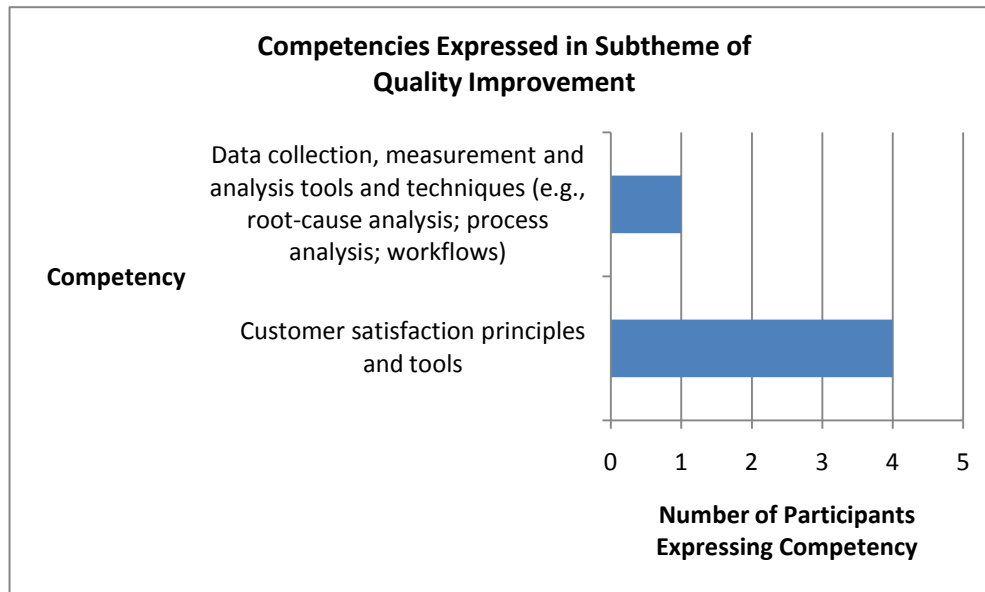 Competencies Expressed in Subtheme of
Quality Improvement
Data collection, measurement and
analysis tools and techniques (e.g.,
root-cause analysis; process
analysis; workflows)
Competency
Customer satisfaction principles
and tools
0 1 2 3 4 5
Number of Participants
Expressing Competency